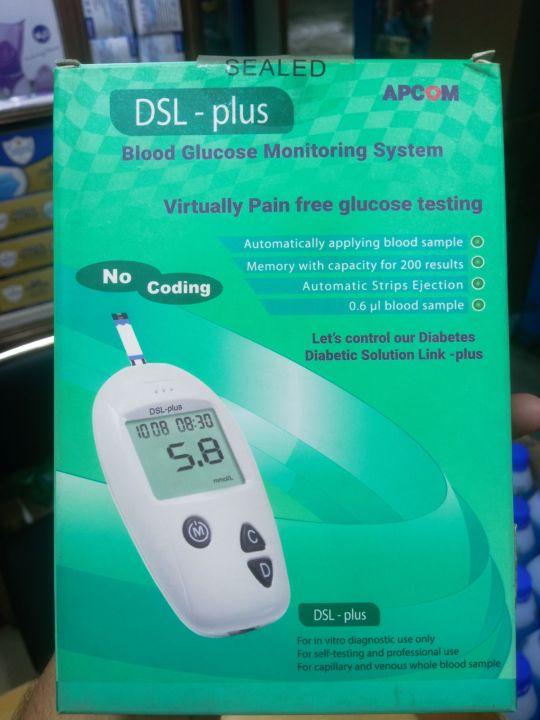 SEALED
DSL - plus
APCOM
Blood Glucose Monitoring System
Virtually Pain free glucose testing
Automatically applying blood sample
Memory with capacity for 200 results
Automatic Strips Ejection
0.6 µl blood sample
No
Coding
Let's control our Diabetes
Diabetic Solution Link -plus
DSL-plus
10 08 08:30
5.8
mmol/L
M
C
D
DSL - plus
For in vitro diagnostic use only
For self-testing and professional use
For capillary and venous whole blood sample